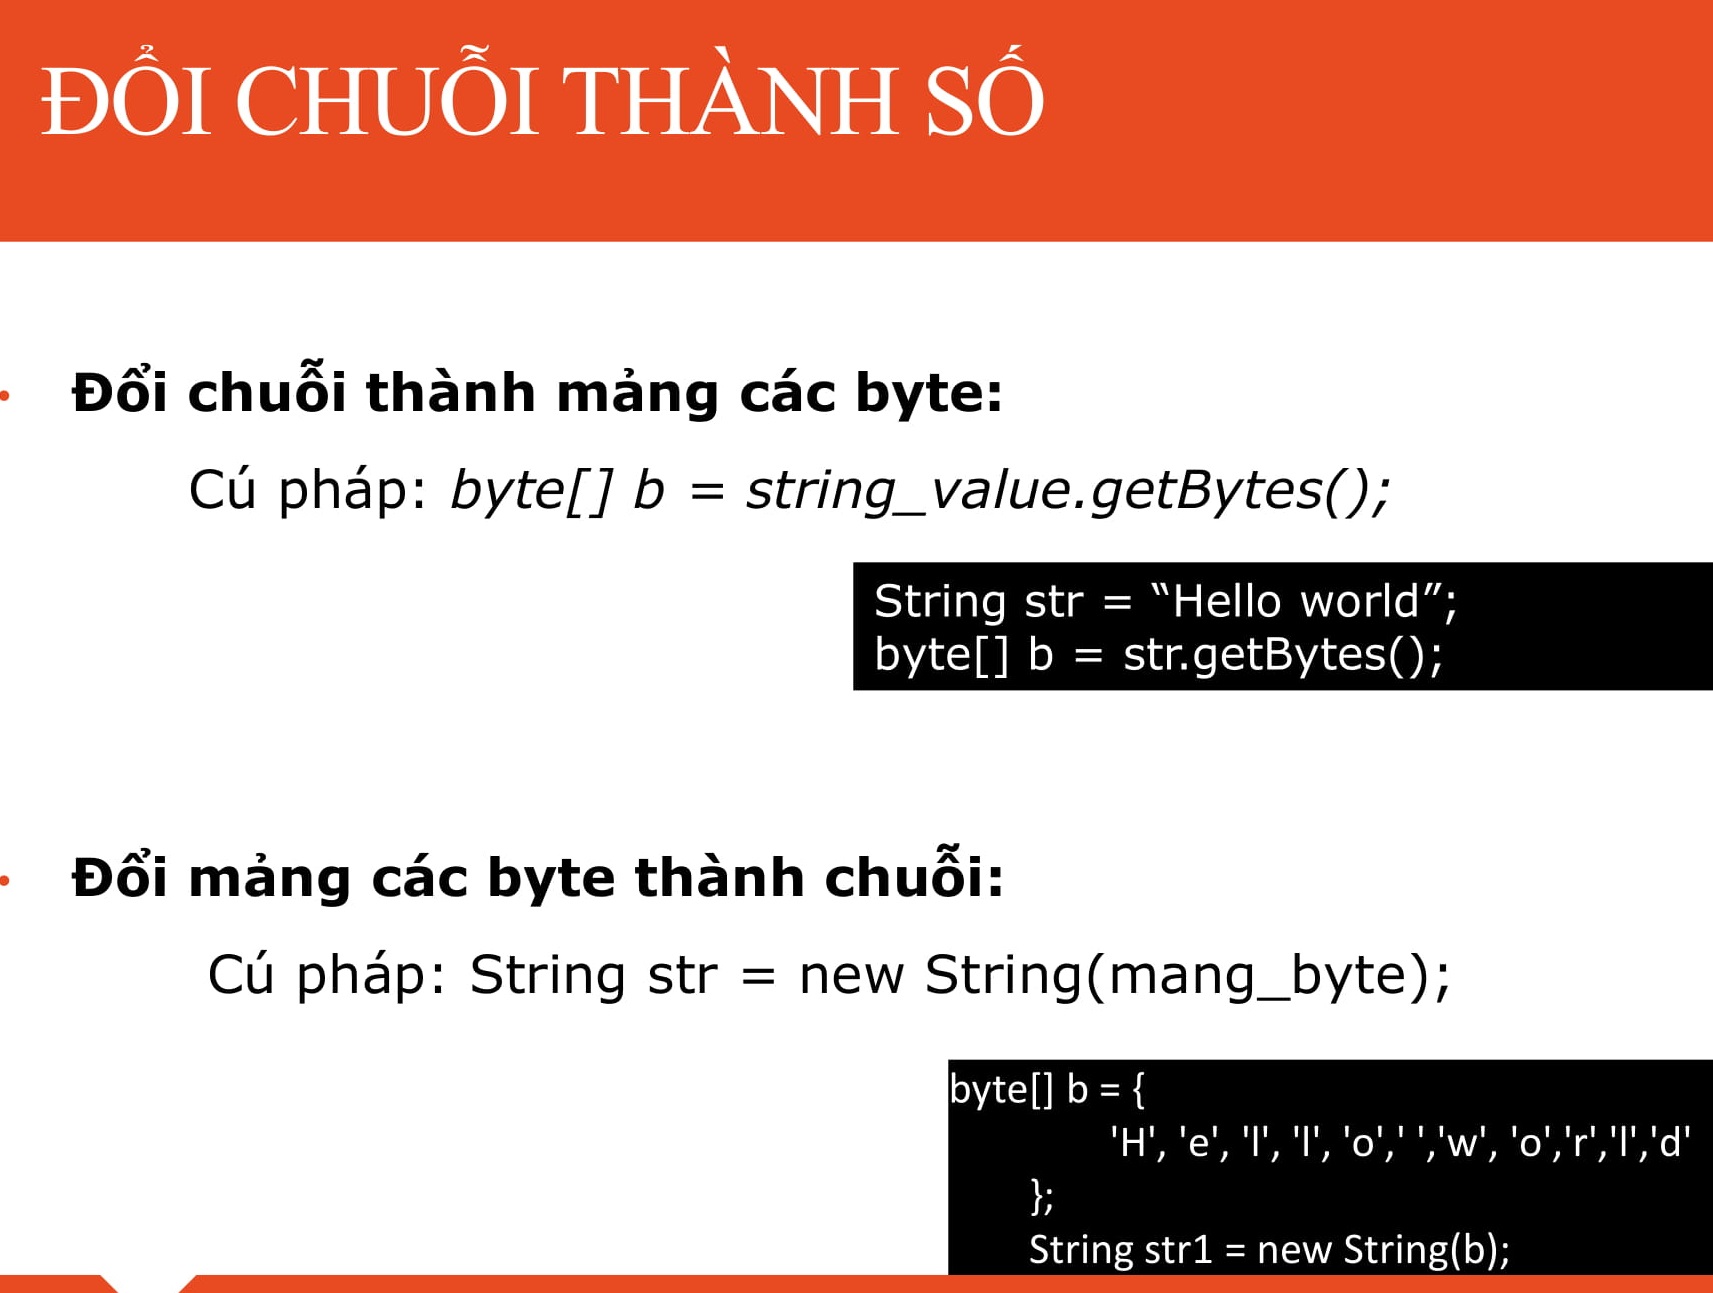 ĐỔI CHUỖI THÀNH SỐ
• Đổi chuỗi thành mảng các byte:
Cú pháp: byte[] b = string_value.getBytes();
String str = “Hello world”;
byte[] b = str.getBytes();
• Đổi mảng các byte thành chuỗi:
Cú pháp: String str = new String(mang_byte);
byte[] b = {
'H', 'e', 'l', 'l', 'o',' ','w', 'o','r','l','d'
};
String str1 = new String(b);